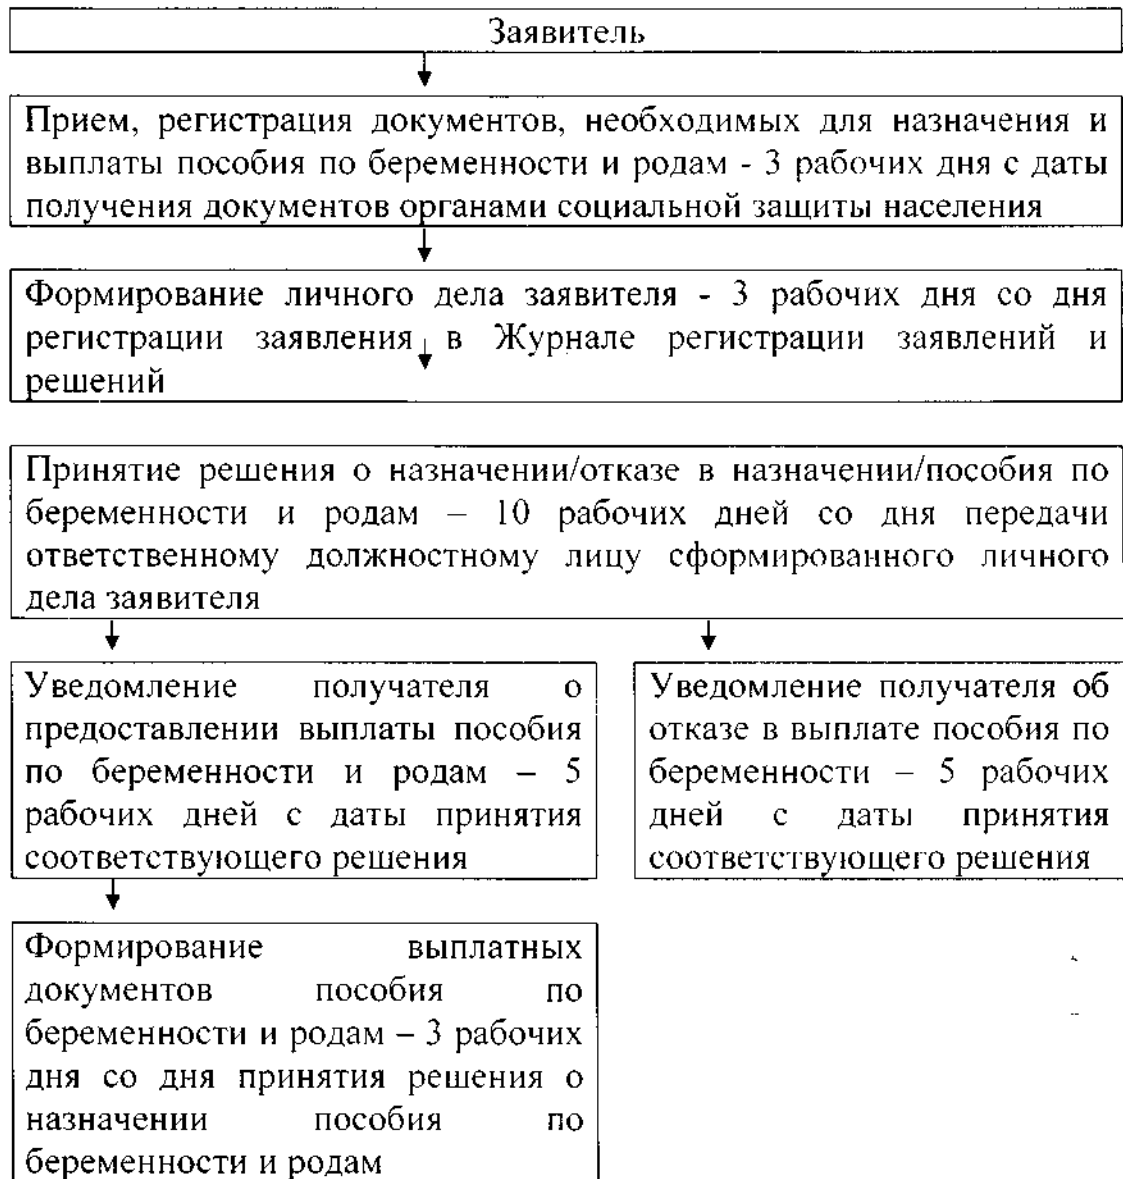 Заявитель
Прием, регистрация документов, необходимых для назначения и
выплаты пособия по беременности и родам - 3 рабочих дня с даты
получения документов органами социальной защиты населения
Формирование личного дела заявителя - 3 рабочих дня со дня
регистрации заявления в Журнале регистрации заявлений и
решений
Принятие решения о назначении/отказе в назначении/пособия по
беременности и родам – 10 рабочих дней со дня передачи
ответственному должностному лицу сформированного личного
дела заявителя
Уведомление получателя о
предоставлении выплаты пособия
по беременности и родам – 5
рабочих дней с даты принятия
соответствующего решения
Уведомление получателя об
отказе в выплате пособия по
беременности – 5 рабочих
дней с даты принятия
соответствующего решения
Формирование выплатных
документов пособия по
беременности и родам – 3 рабочих
дня со дня принятия решения о
назначении пособия по
беременности и родам